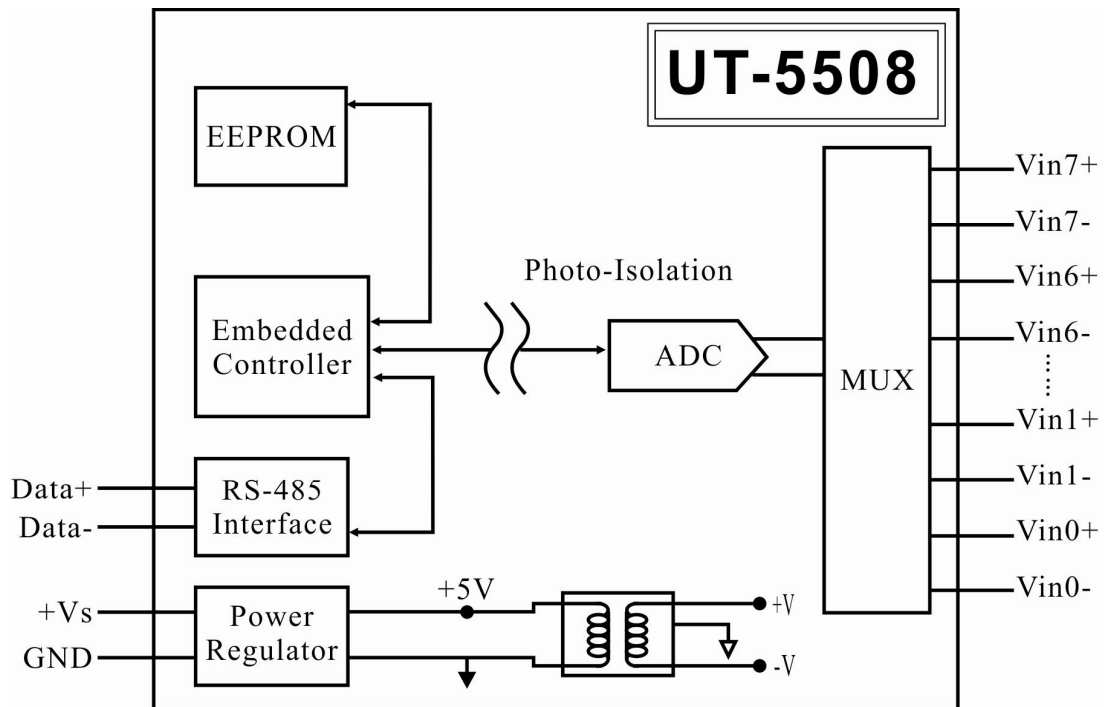 UT-5508
EEPROM
Vin7+
Vin7-
Photo-Isolation
Vin6+
Embedded
Controller
ADC
MUX
Vin6-
Vin1+
Data+
Data-
RS-485
Interface
Vin1-
Vin0+
Vin0-
+Vs
GND
Power
Regulator
+5V
+V
-V